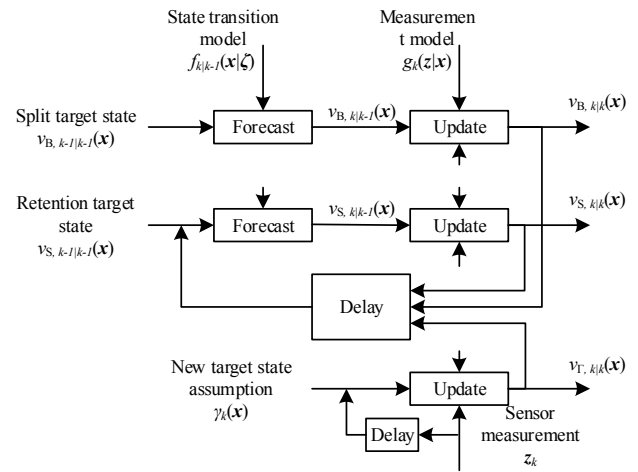 State transition
model
f_{k|k-1}(x|ζ)
Measuremen
t model
g_k(z|x)
Split target state
v_{B, k-1|k-1}(x)
Forecast
v_{B, k|k-1}(x)
Update
v_{B, k|k}(x)
Retention target
state
v_{S, k-1|k-1}(x)
Forecast
v_{S, k|k-1}(x)
Update
v_{S, k|k}(x)
Delay
New target state
assumption
γ_k(x)
Update
v_{Γ, k|k}(x)
Delay
Sensor
measurement
z_k